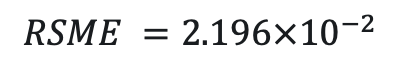 RSME = 2.196×10⁻²